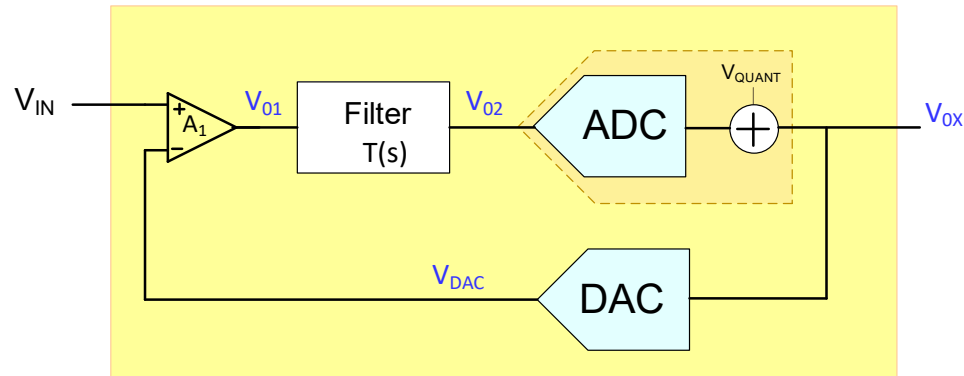 V_QUANT
V_IN
+
A_1
−
V_01
Filter
T(s)
V_02
ADC
V_0X
V_DAC
DAC